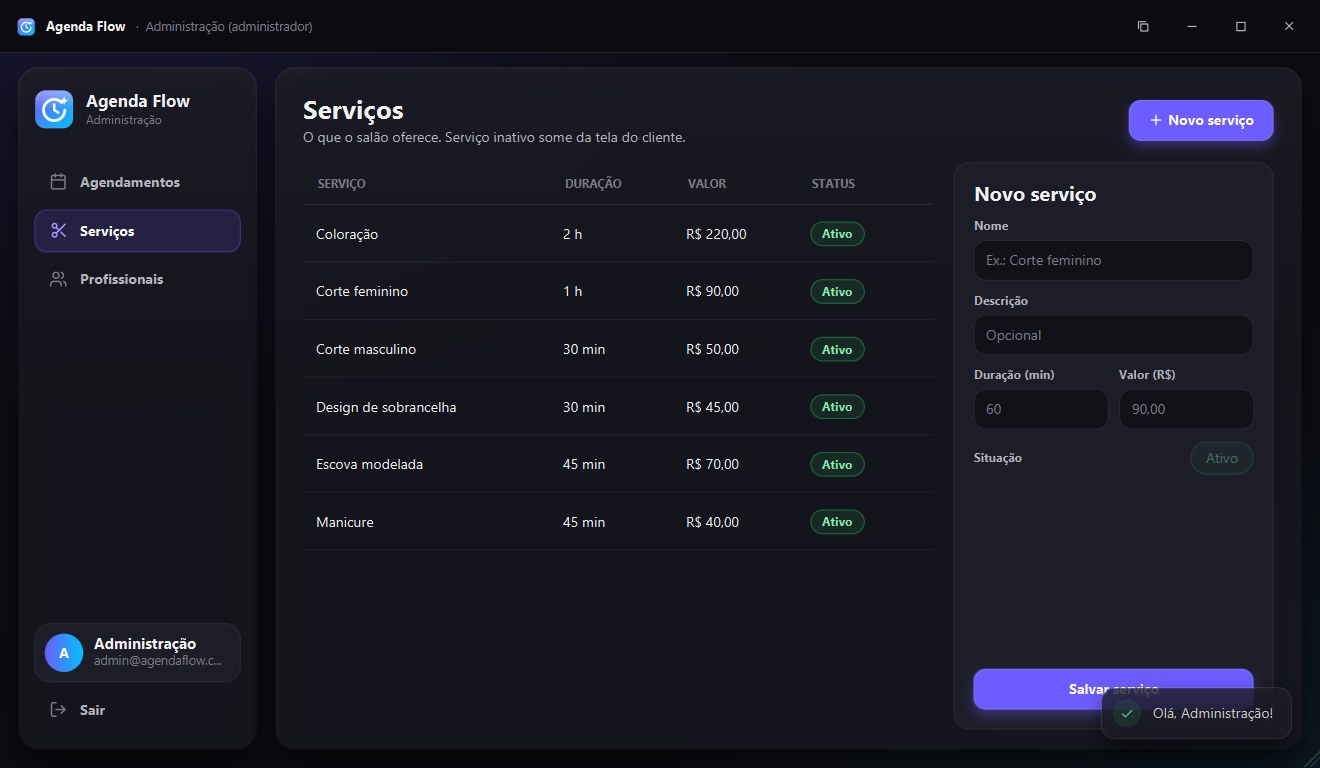 Agenda Flow · Administração (administrador)
Agenda Flow
Administração
Agendamentos
Serviços
Profissionais
A
Administração
admin@agendaflow.c...
Sair
Serviços
O que o salão oferece. Serviço inativo some da tela do cliente.
+ Novo serviço
SERVIÇO DURAÇÃO VALOR STATUS
Coloração 2 h R$ 220,00 Ativo
Corte feminino 1 h R$ 90,00 Ativo
Corte masculino 30 min R$ 50,00 Ativo
Design de sobrancelha 30 min R$ 45,00 Ativo
Escova modelada 45 min R$ 70,00 Ativo
Manicure 45 min R$ 40,00 Ativo
Novo serviço
Nome
Ex.: Corte feminino
Descrição
Opcional
Duração (min) Valor (R$)
60 90,00
Situação Ativo
Salvar serviço
Olá, Administração!